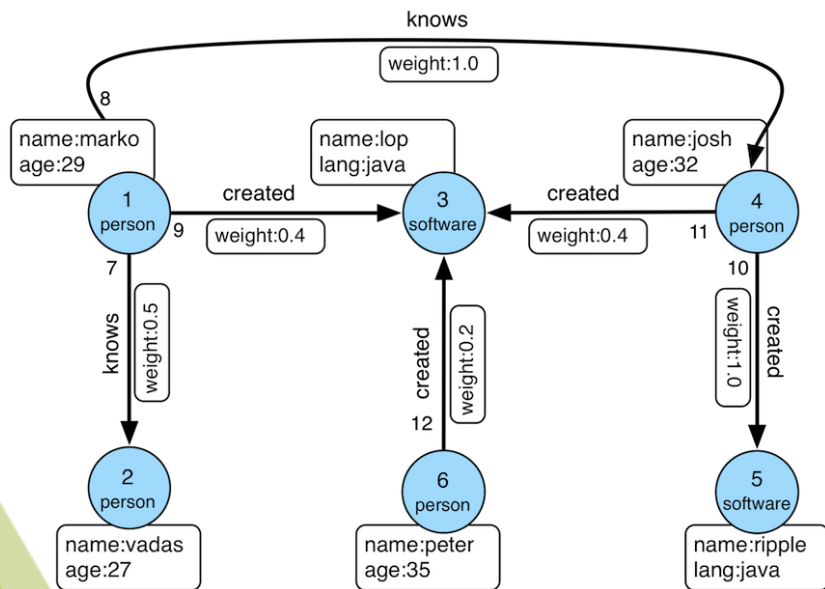 knows
weight:1.0
8
name:marko
age:29
name:lop
lang:java
name:josh
age:32
1
person
created
3
software
created
4
person
9
weight:0.4
weight:0.4
11
7
10
knows
weight:0.5
created
weight:0.2
weight:1.0
created
12
2
person
6
person
5
software
name:vadas
age:27
name:peter
age:35
name:ripple
lang:java